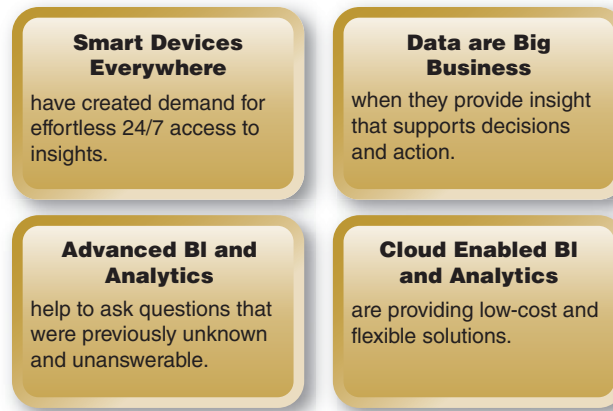 Smart Devices
Everywhere
have created demand for
effortless 24/7 access to
insights.
Data are Big
Business
when they provide insight
that supports decisions
and action.
Advanced BI and
Analytics
help to ask questions that
were previously unknown
and unanswerable.
Cloud Enabled BI
and Analytics
are providing low-cost and
flexible solutions.